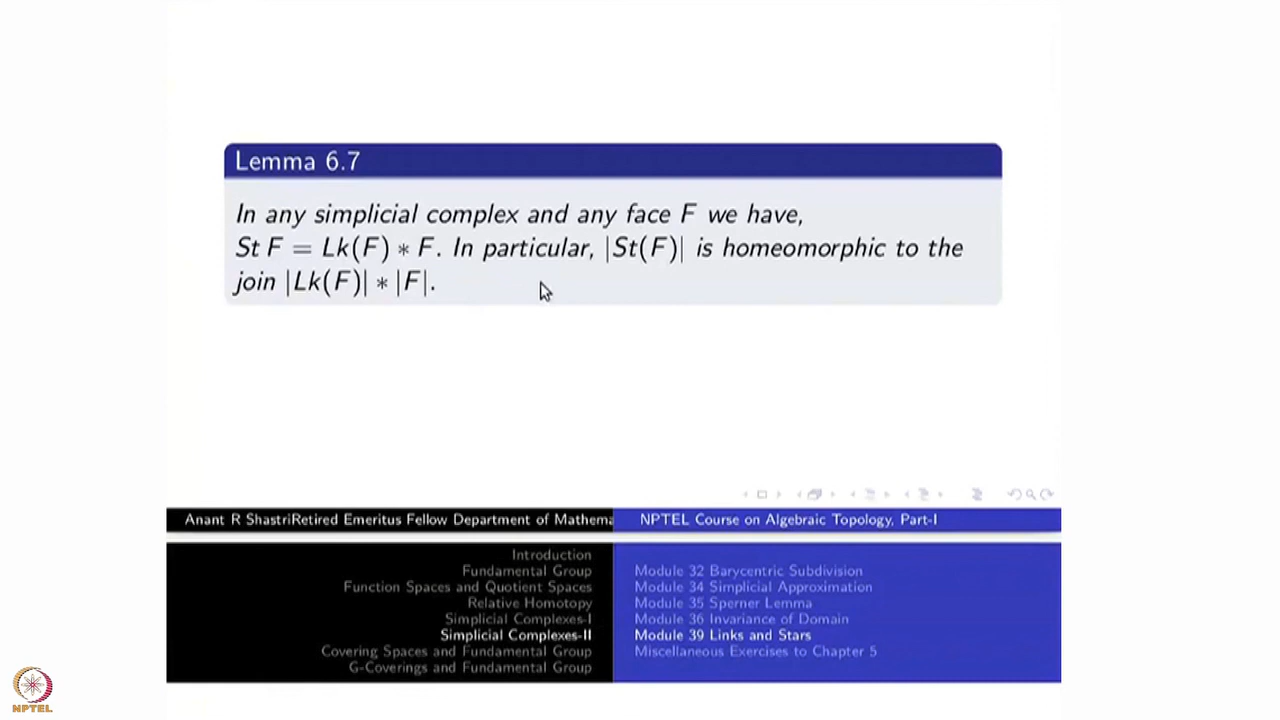 Lemma 6.7
In any simplicial complex and any face F we have,
St F = Lk(F) ∗ F. In particular, |St(F)| is homeomorphic to the
join |Lk(F)| ∗ |F|.
Anant R ShastriRetired Emeritus Fellow Department of Mathema
NPTEL Course on Algebraic Topology, Part-I
Introduction
Fundamental Group
Function Spaces and Quotient Spaces
Relative Homotopy
Simplicial Complexes-I
Simplicial Complexes-II
Covering Spaces and Fundamental Group
G-Coverings and Fundamental Group
Module 32 Barycentric Subdivision
Module 34 Simplicial Approximation
Module 35 Sperner Lemma
Module 36 Invariance of Domain
Module 39 Links and Stars
Miscellaneous Exercises to Chapter 5
NPTEL